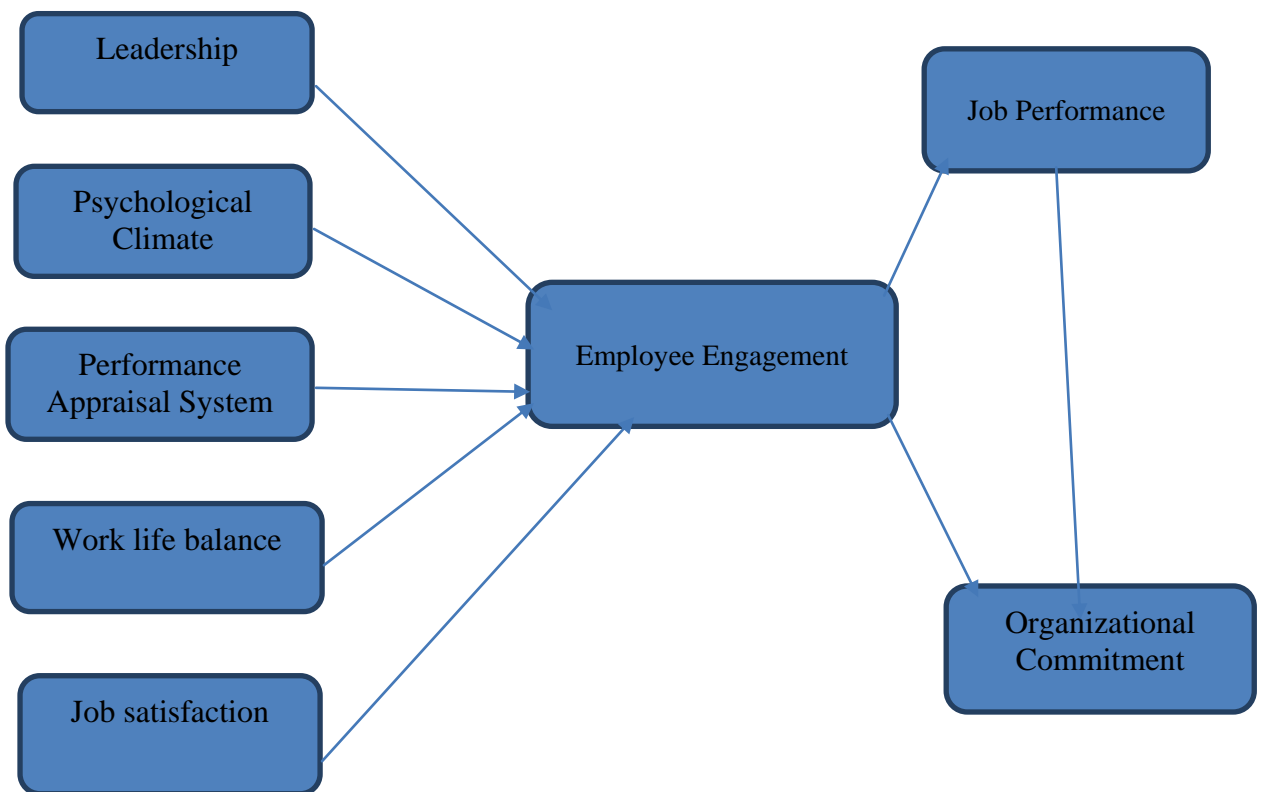 Leadership
Psychological
Climate
Performance
Appraisal System
Work life balance
Job satisfaction
Employee Engagement
Job Performance
Organizational
Commitment